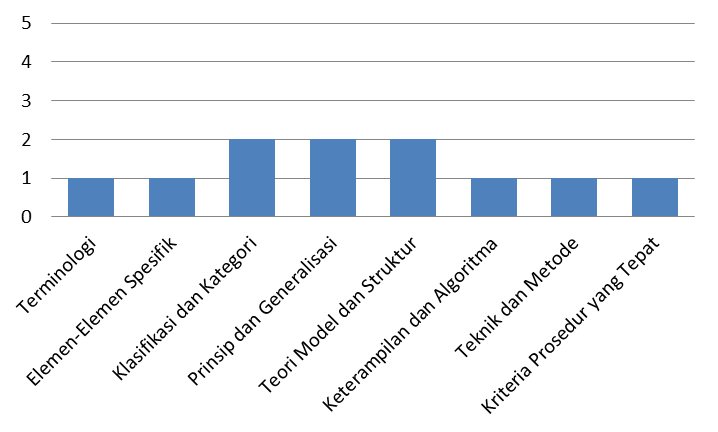 5
4
3
2
1
0
Terminologi
Elemen-Elemen Spesifik
Klasifikasi dan Kategori
Prinsip dan Generalisasi
Teori Model dan Struktur
Keterampilan dan Algoritma
Teknik dan Metode
Kriteria Prosedur yang Tepat